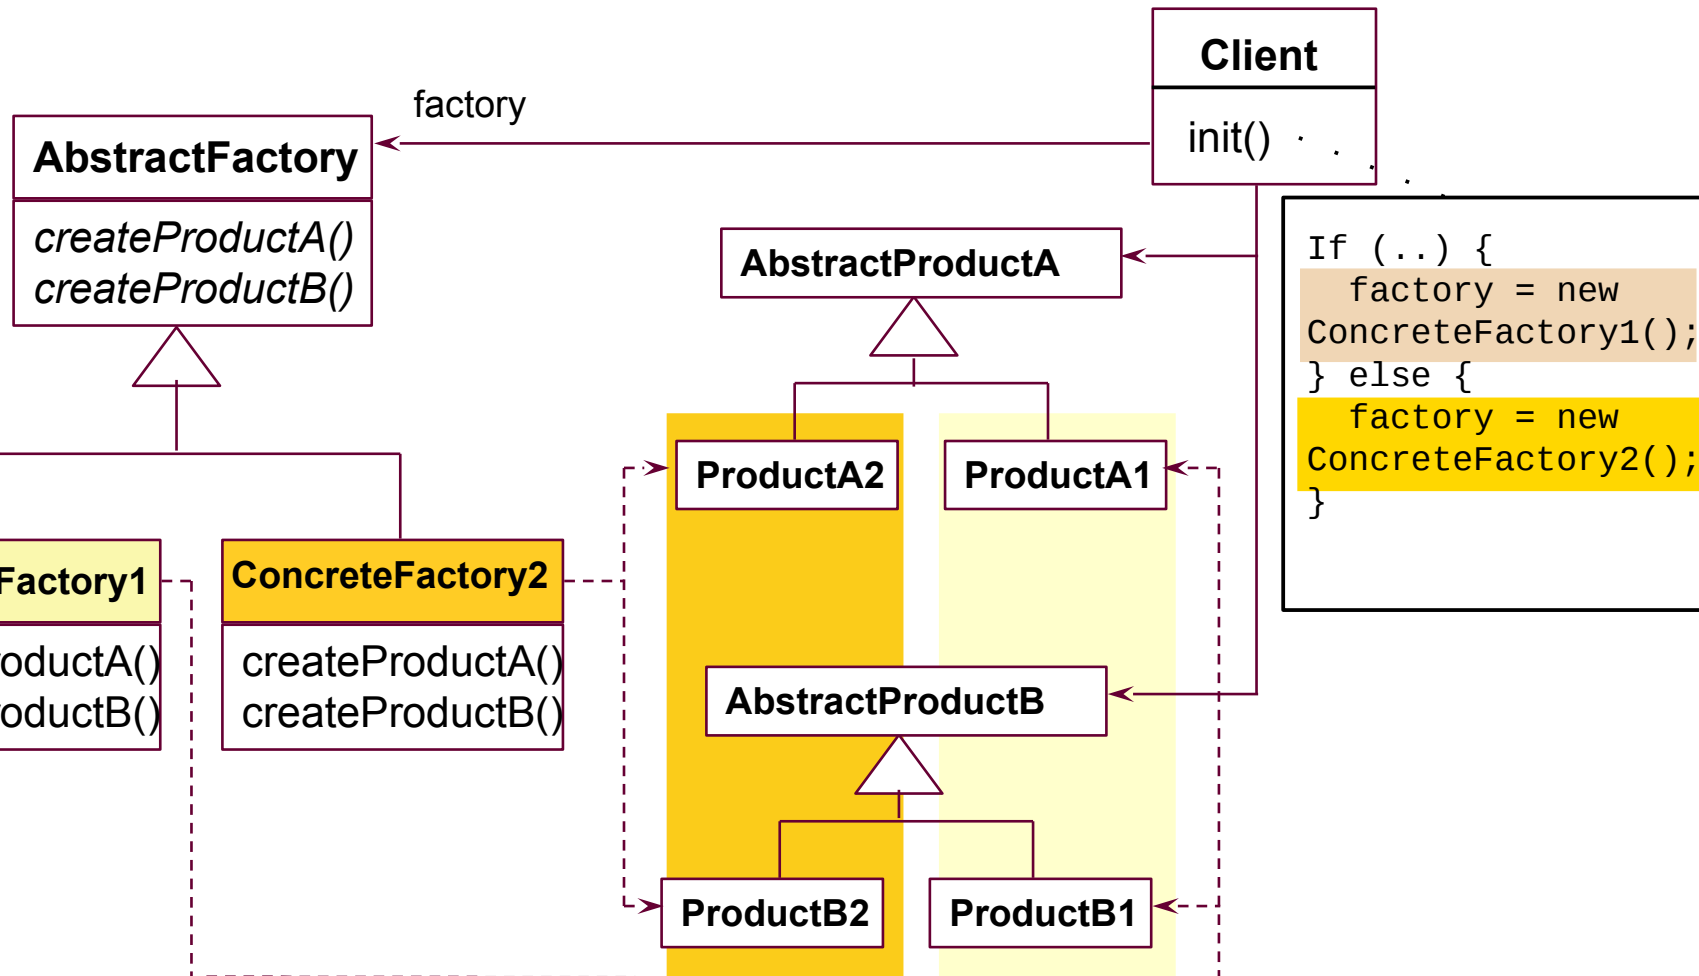 Client
init()
factory
AbstractFactory
createProductA()
createProductB()
AbstractProductA
If (..) {
factory = new
ConcreteFactory1();
} else {
factory = new
ConcreteFactory2();
}
ProductA2
ProductA1
Factory1
ConcreteFactory2
createProductA()
createProductB()
oductA()
oductB()
AbstractProductB
ProductB2
ProductB1